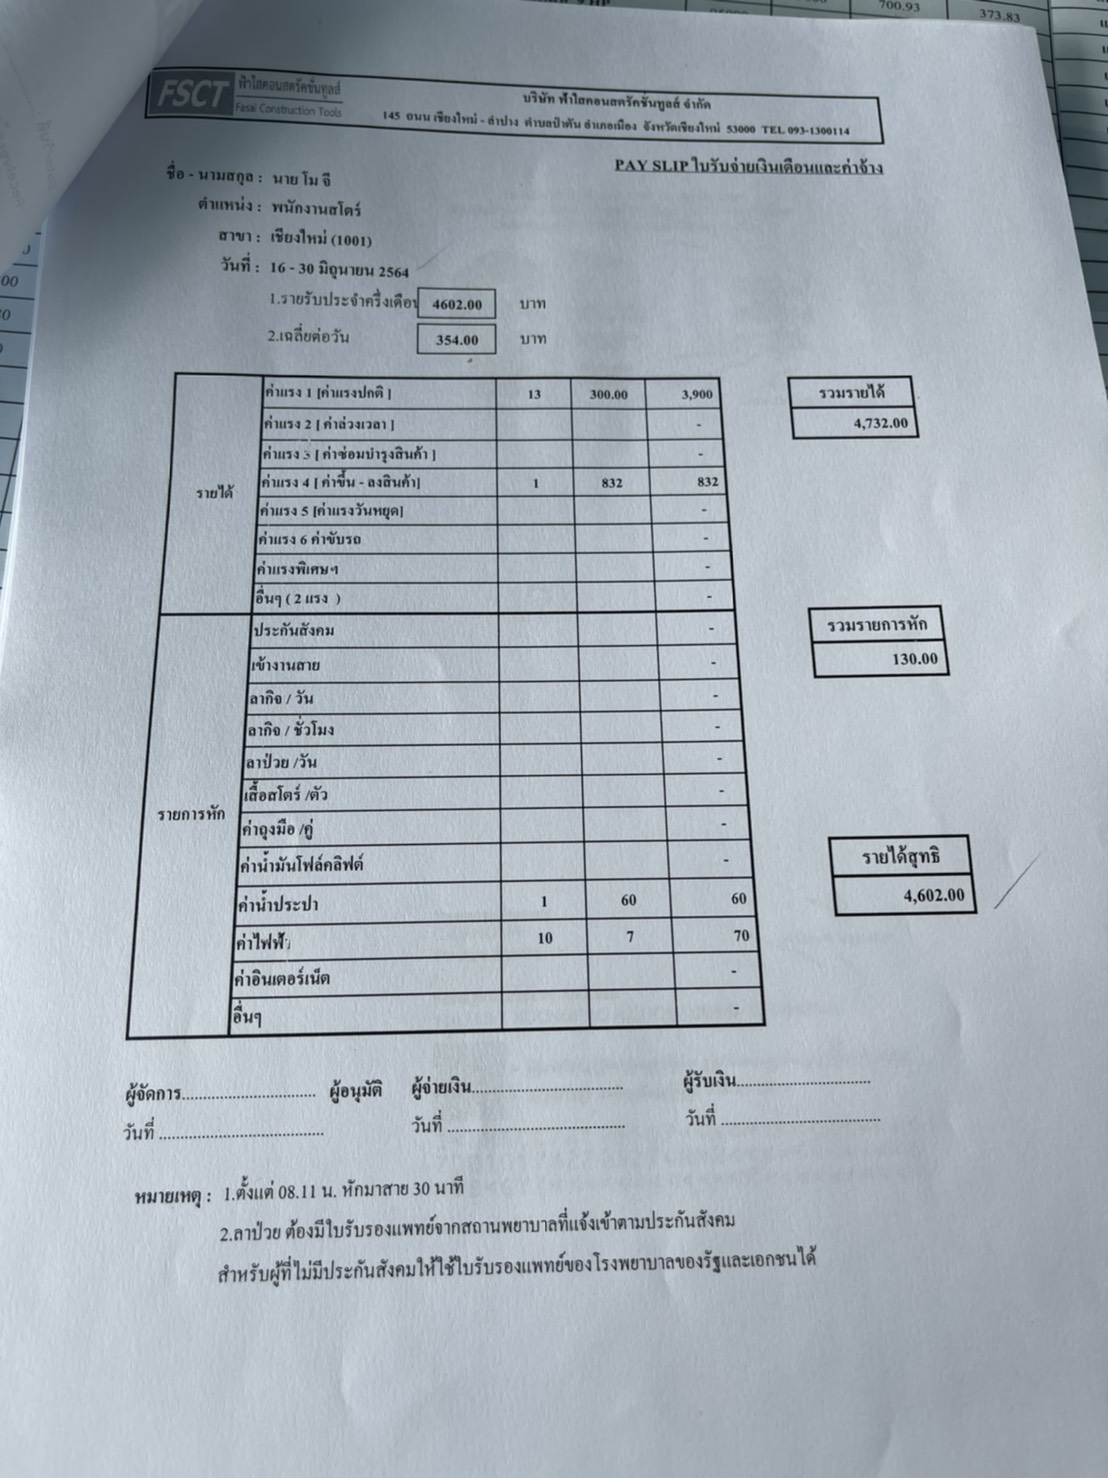 700.93
373.83
FSCT ฟ้าใสคอนสตรัคชั่นทูลส์
Fasai Construction Tools
บริษัท ฟ้าใสคอนสตรัคชั่นทูลส์ จำกัด
145 ถนน เชียงใหม่ - ลำปาง ตำบลป่าตัน อำเภอเมือง จังหวัดเชียงใหม่ 53000 TEL 093-1300114
PAY SLIP ใบรับจ่ายเงินเดือนและค่าจ้าง
ชื่อ - นามสกุล : นาย โม จี
ตำแหน่ง : พนักงานสโตร์
สาขา : เชียงใหม่ (1001)
วันที่ : 16 - 30 มิถุนายน 2564
1.รายรับประจำครึ่งเดือน 4602.00 บาท
2.เฉลี่ยต่อวัน 354.00 บาท
รายได้
ค่าแรง 1 [ค่าแรงปกติ ] 13 300.00 3,900
ค่าแรง 2 [ ค่าล่วงเวลา ] -
ค่าแรง 3 [ ค่าซ่อมบำรุงสินค้า ] -
ค่าแรง 4 [ ค่าขึ้น - ลงสินค้า] 1 832 832
ค่าแรง 5 [ค่าแรงวันหยุด] -
ค่าแรง 6 ค่าขับรถ -
ค่าแรงพิเศษฯ -
อื่นๆ ( 2 แรง ) -
รวมรายได้
4,732.00
รายการหัก
ประกันสังคม -
เข้างานสาย -
ลากิจ / วัน -
ลากิจ / ชั่วโมง -
ลาป่วย /วัน -
เสื้อสโตร์ /ตัว -
ค่าถุงมือ /คู่ -
ค่าน้ำมันโฟล์คลิฟต์ -
ค่าน้ำประปา 1 60 60
ค่าไฟฟ้า 10 7 70
ค่าอินเตอร์เน็ต -
อื่นๆ -
รวมรายการหัก
130.00
รายได้สุทธิ
4,602.00
ผู้จัดการ................................ ผู้อนุมัติ ผู้จ่ายเงิน.................................... ผู้รับเงิน................................
วันที่ ....................................... วันที่ .......................................... วันที่ ......................................
หมายเหตุ : 1.ตั้งแต่ 08.11 น. หักมาสาย 30 นาที
2.ลาป่วย ต้องมีใบรับรองแพทย์จากสถานพยาบาลที่แจ้งเข้าตามประกันสังคม
สำหรับผู้ที่ไม่มีประกันสังคมให้ใช้ใบรับรองแพทย์ของโรงพยาบาลของรัฐและเอกชนได้